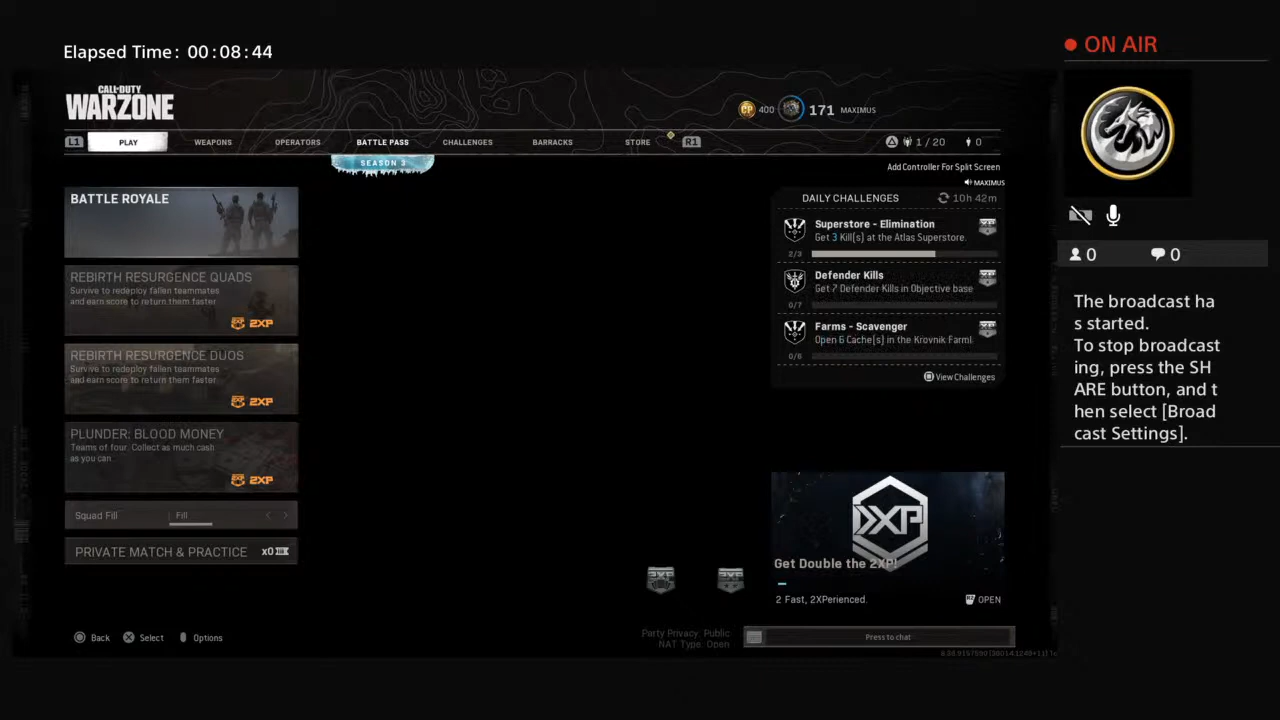 Elapsed Time: 00:08:44
ON AIR
CALL OF DUTY
WARZONE
CP 400 171 MAXIMUS
L1 PLAY WEAPONS OPERATORS BATTLE PASS CHALLENGES BARRACKS STORE R1 1 / 20 0
SEASON 3
Add Controller For Split Screen
MAXIMUS
BATTLE ROYALE
REBIRTH RESURGENCE QUADS
Survive to redeploy fallen teammates
and earn score to return them faster
2XP
REBIRTH RESURGENCE DUOS
Survive to redeploy fallen teammates
and earn score to return them faster
2XP
PLUNDER: BLOOD MONEY
Teams of four. Collect as much cash
as you can.
2XP
Squad Fill Fill
PRIVATE MATCH & PRACTICE x0
DAILY CHALLENGES 10h 42m
Superstore - Elimination
Get 3 Kill(s) at the Atlas Superstore.
2/3
Defender Kills
Get 7 Defender Kills in Objective base
0/7
Farms - Scavenger
Open 6 Cache(s) in the Krovnik Farml
0/6
View Challenges
2XP
2XP
XP
Get Double the 2XP!
2 Fast, 2XPerienced.
OPEN
Back Select Options
Party Privacy: Public
NAT Type: Open
Press to chat
0 0
The broadcast ha
s started.
To stop broadcast
ing, press the SH
ARE button, and t
hen select [Broad
cast Settings].